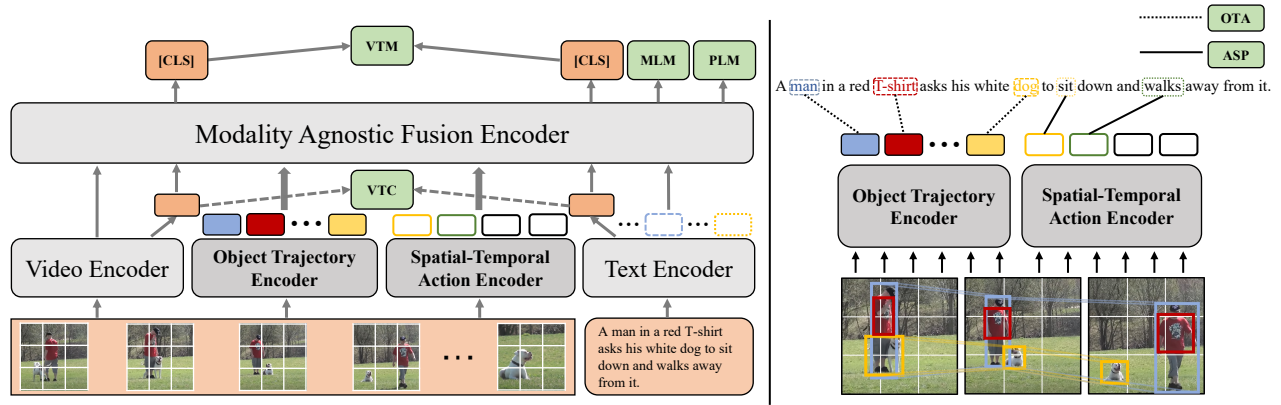 [CLS]
VTM
[CLS]
MLM
PLM
Modality Agnostic Fusion Encoder
VTC
Video Encoder
Object Trajectory
Encoder
Spatial-Temporal
Action Encoder
Text Encoder
A man in a red T-shirt
asks his white dog to sit
down and walks away
from it.
OTA
ASP
A man in a red T-shirt asks his white dog to sit down and walks away from it.
Object Trajectory
Encoder
Spatial-Temporal
Action Encoder